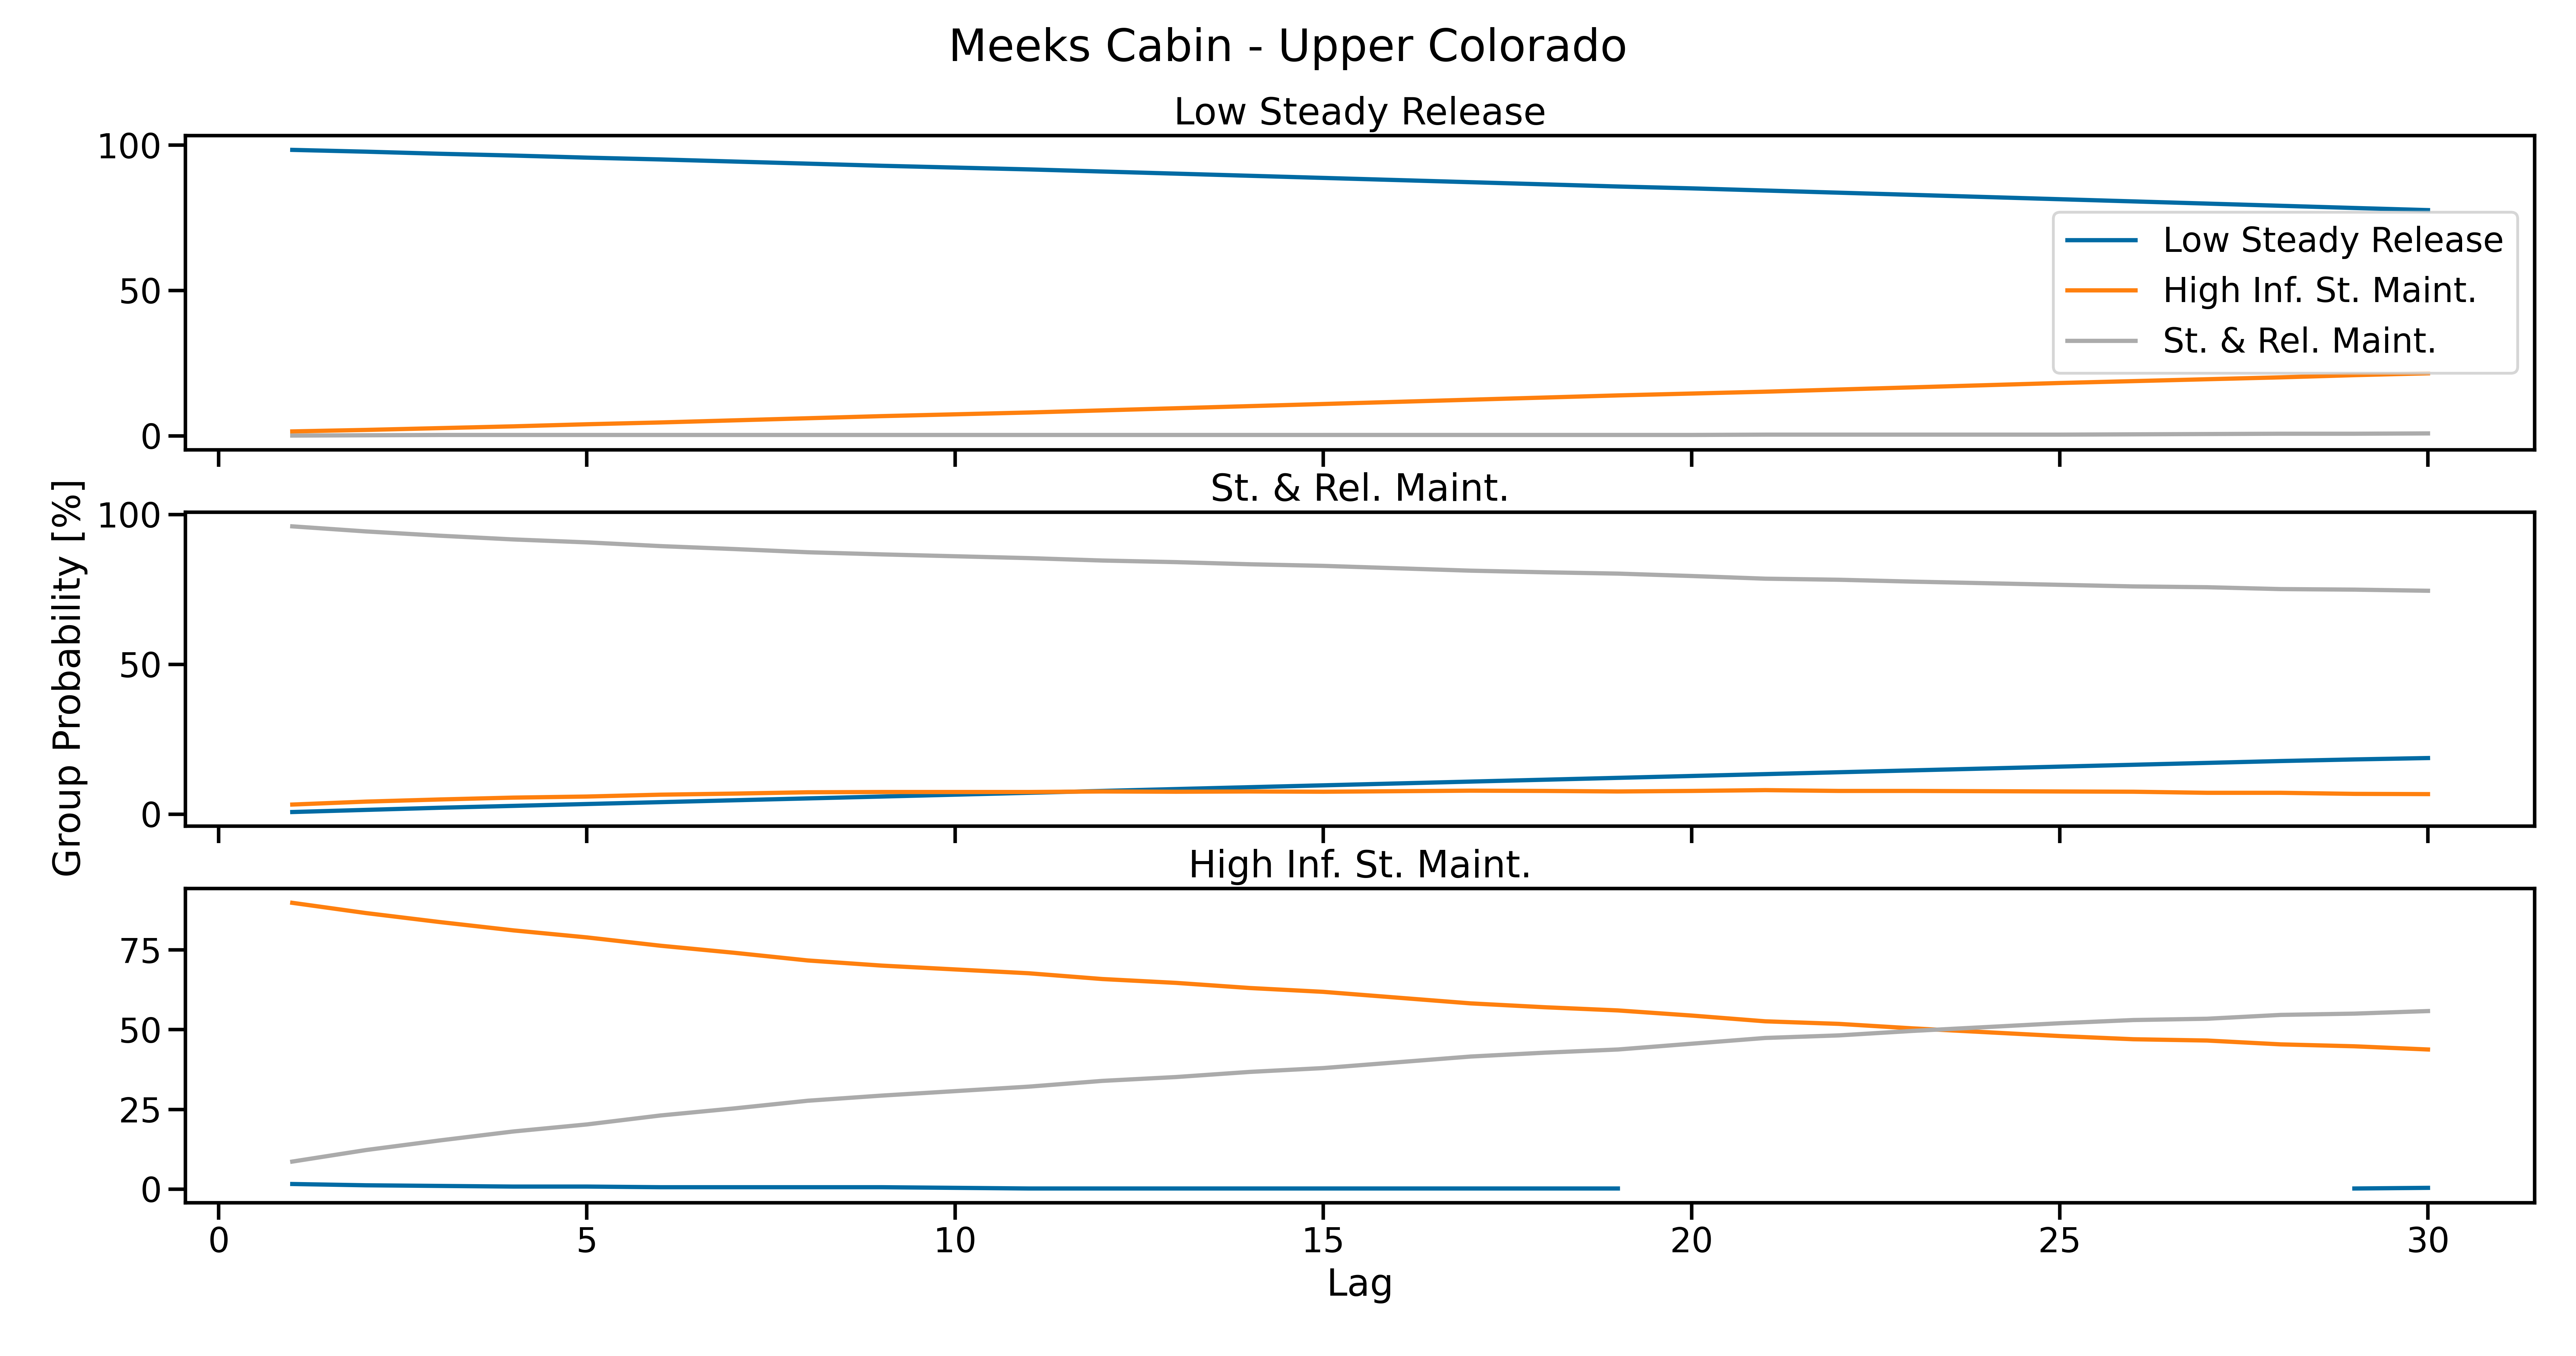 Meeks Cabin - Upper Colorado
Low Steady Release
100
50
0
Low Steady Release
High Inf. St. Maint.
St. & Rel. Maint.
Group Probability [%]
St. & Rel. Maint.
100
50
0
High Inf. St. Maint.
75
50
25
0
0 5 10 15 20 25 30
Lag